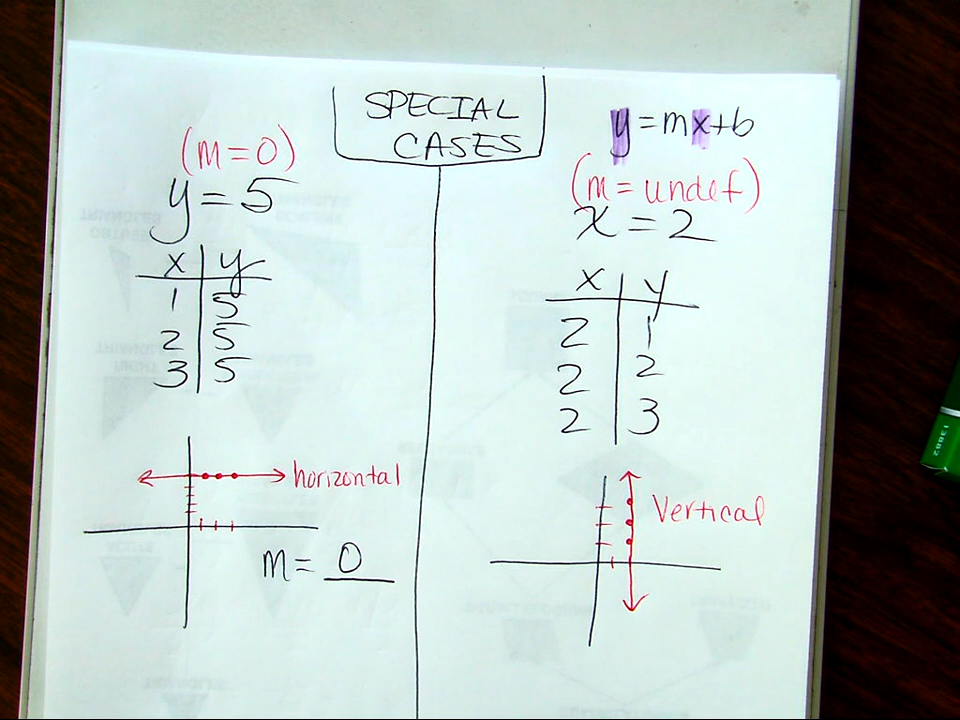 SPECIAL
CASES
(m=0)
y=5
x y
1 5
2 5
3 5
horizontal
m= 0
y=mx+b
(m=undef)
x=2
x y
2 1
2 2
2 3
Vertical
13882